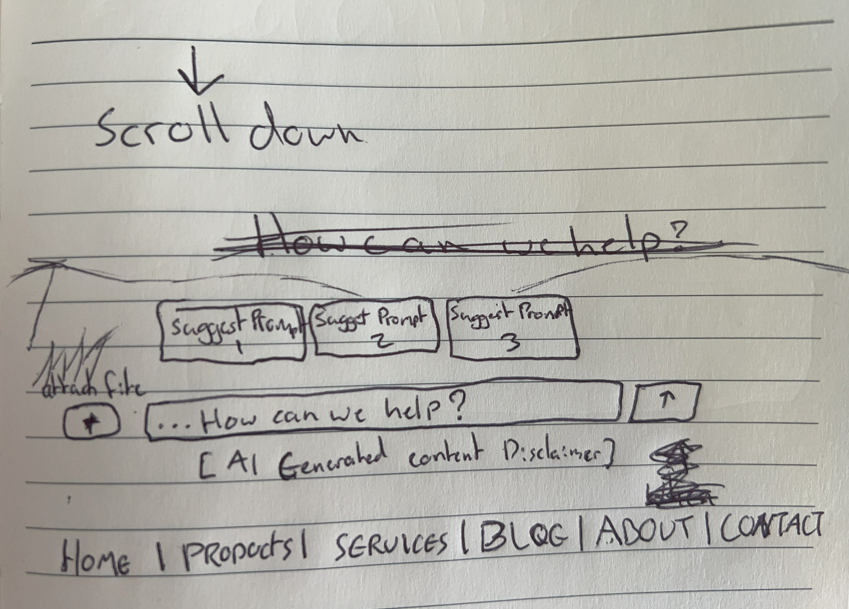 ↓
Scroll down
How can we help?
Suggest Prompt 1
Sugget Prompt 2
Suggest Prompt 3
attach file
+
...How can we help?
↑
[AI Generated content Disclaimer]
HOME | PRODUCTS | SERVICES | BLOG | ABOUT | CONTACT